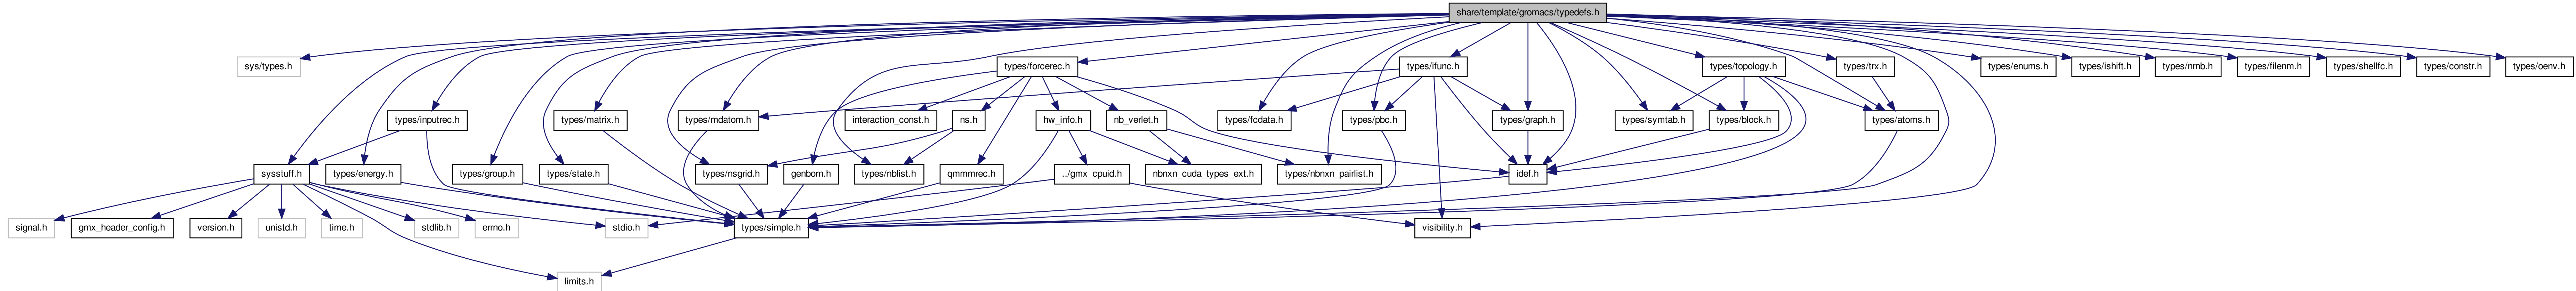 share/template/gromacs/typedefs.h
sys/types.h
types/forcerec.h
types/ifunc.h
types/topology.h
types/trx.h
types/enums.h
types/ishift.h
types/nrnb.h
types/filenm.h
types/shellfc.h
types/constr.h
types/oenv.h
types/inputrec.h
types/matrix.h
types/mdatom.h
interaction_const.h
ns.h
hw_info.h
nb_verlet.h
types/fcdata.h
types/pbc.h
types/graph.h
types/symtab.h
types/block.h
types/atoms.h
sysstuff.h
types/energy.h
types/group.h
types/state.h
types/nsgrid.h
genborn.h
types/nblist.h
qmmmrec.h
../gmx_cpuid.h
nbnxn_cuda_types_ext.h
types/nbnxn_pairlist.h
idef.h
signal.h
gmx_header_config.h
version.h
unistd.h
time.h
stdlib.h
errno.h
stdio.h
types/simple.h
visibility.h
limits.h